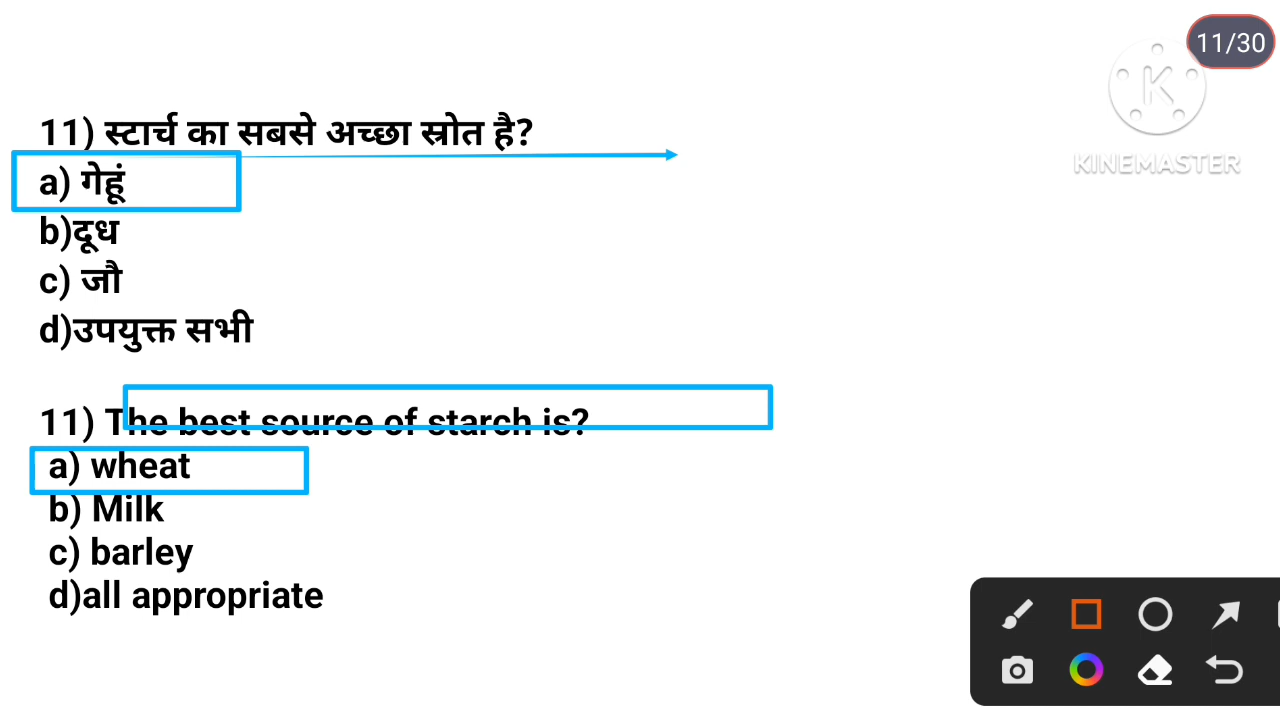 11/30
KINEMASTER
11) स्टार्च का सबसे अच्छा स्रोत है?
a) गेहूं
b)दूध
c) जौ
d)उपयुक्त सभी
11) The best source of starch is?
a) wheat
b) Milk
c) barley
d)all appropriate